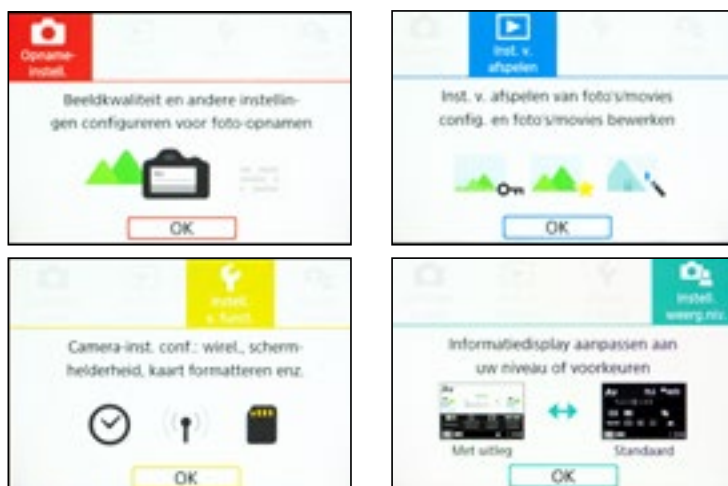 Opname-
instell.
Beeldkwaliteit en andere instellin-
gen configureren voor foto-opnamen
OK
Inst. v.
afspelen
Inst. v. afspelen van foto's/movies
config. en foto's/movies bewerken
OK
Instell.
v. funct.
Camera-inst. conf.: wirel., scherm-
helderheid, kaart formatteren enz.
OK
Instell.
weerg.niv.
Informatiedisplay aanpassen aan
uw niveau of voorkeuren
Met uitleg
Standaard
OK